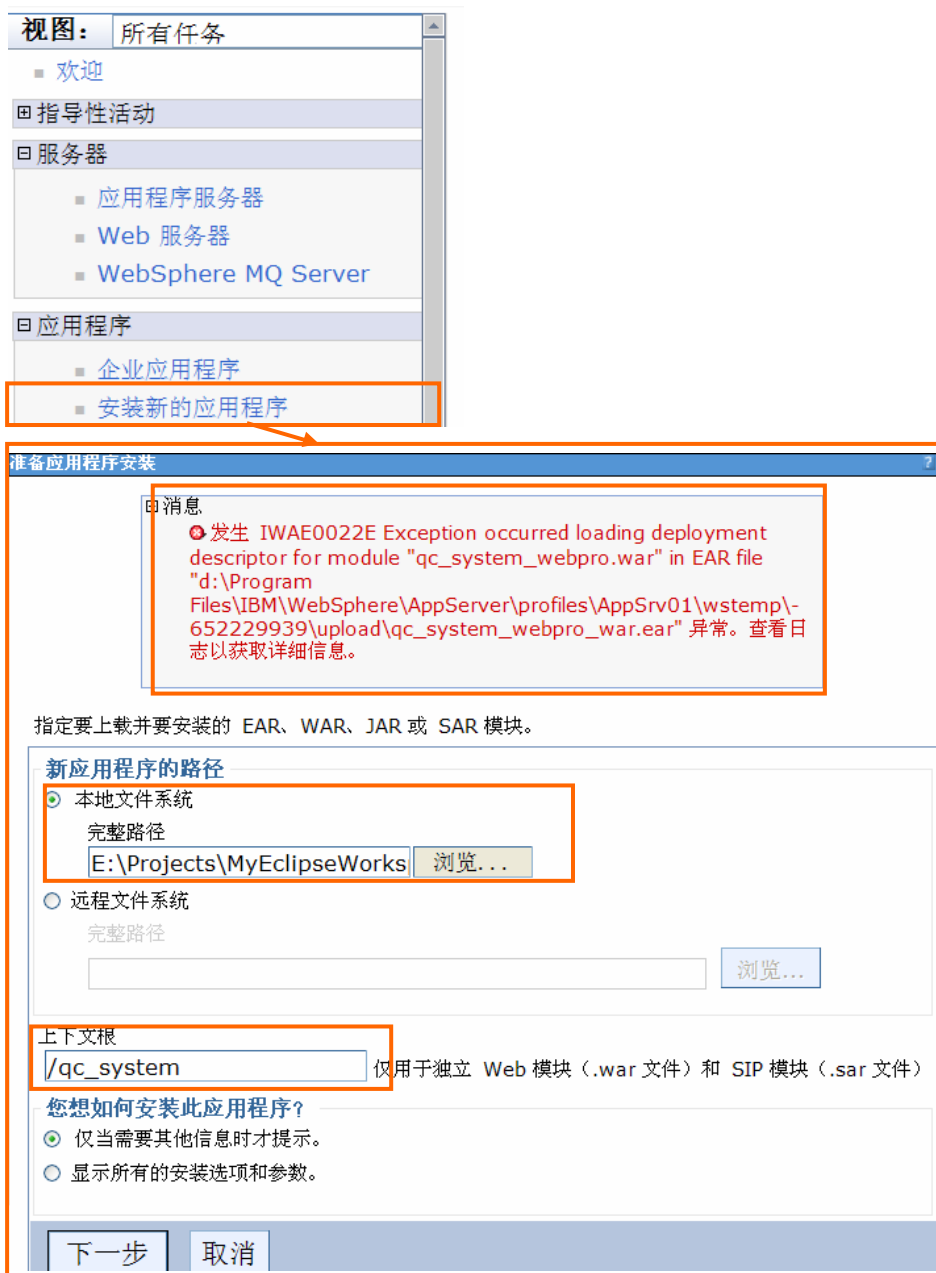 视图： 所有任务
欢迎
指导性活动
服务器
应用程序服务器
Web 服务器
WebSphere MQ Server
应用程序
企业应用程序
安装新的应用程序
准备应用程序安装 ?
消息
发生 IWAE0022E Exception occurred loading deployment
descriptor for module "qc_system_webpro.war" in EAR file
"d:\Program
Files\IBM\WebSphere\AppServer\profiles\AppSrv01\wstemp\-
652229939\upload\qc_system_webpro_war.ear" 异常。查看日
志以获取详细信息。
指定要上载并要安装的 EAR、WAR、JAR 或 SAR 模块。
新应用程序的路径
本地文件系统
完整路径
E:\Projects\MyEclipseWorks 浏览...
远程文件系统
完整路径
浏览...
上下文根
/qc_system 仅用于独立 Web 模块（.war 文件）和 SIP 模块（.sar 文件）
您想如何安装此应用程序?
仅当需要其他信息时才提示。
显示所有的安装选项和参数。
下一步 取消